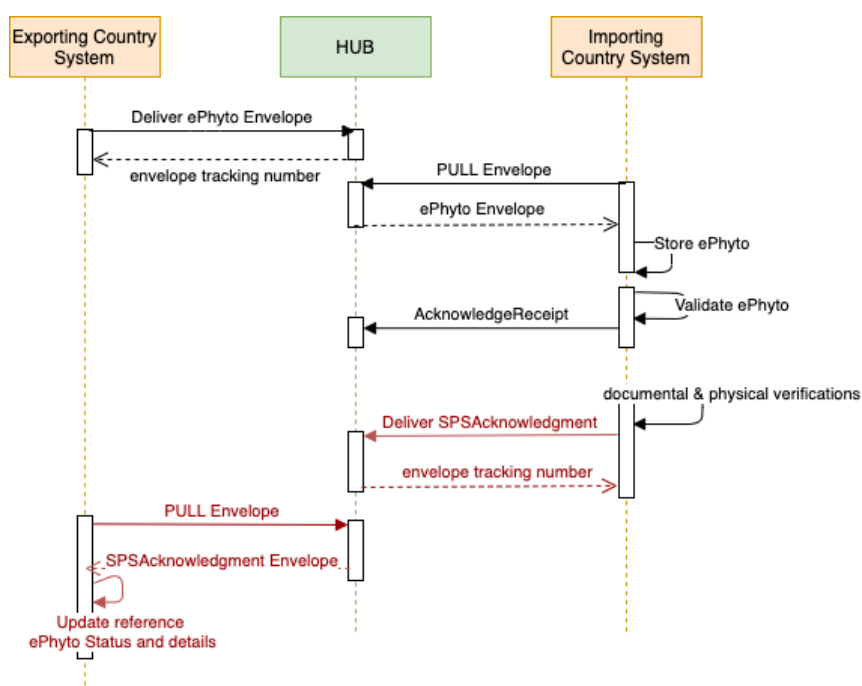 Exporting Country
System
HUB
Importing
Country System
Deliver ePhyto Envelope
envelope tracking number
PULL Envelope
ePhyto Envelope
Store ePhyto
Validate ePhyto
AcknowledgeReceipt
documental & physical verifications
Deliver SPSAcknowledgment
envelope tracking number
PULL Envelope
SPSAcknowledgment Envelope
Update reference
ePhyto Status and details